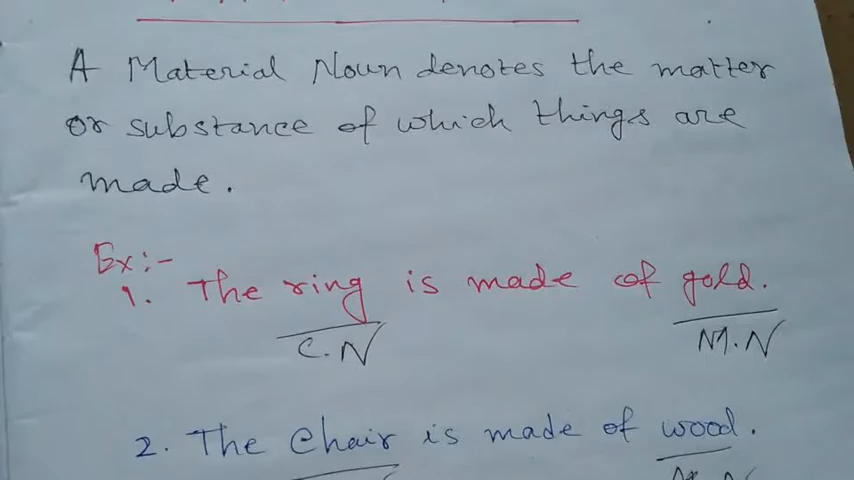 A Material Noun denotes the matter
or substance of which things are
made.
Ex:-
1. The ring is made of gold.
C.N M.N
2. The chair is made of wood.
M.N